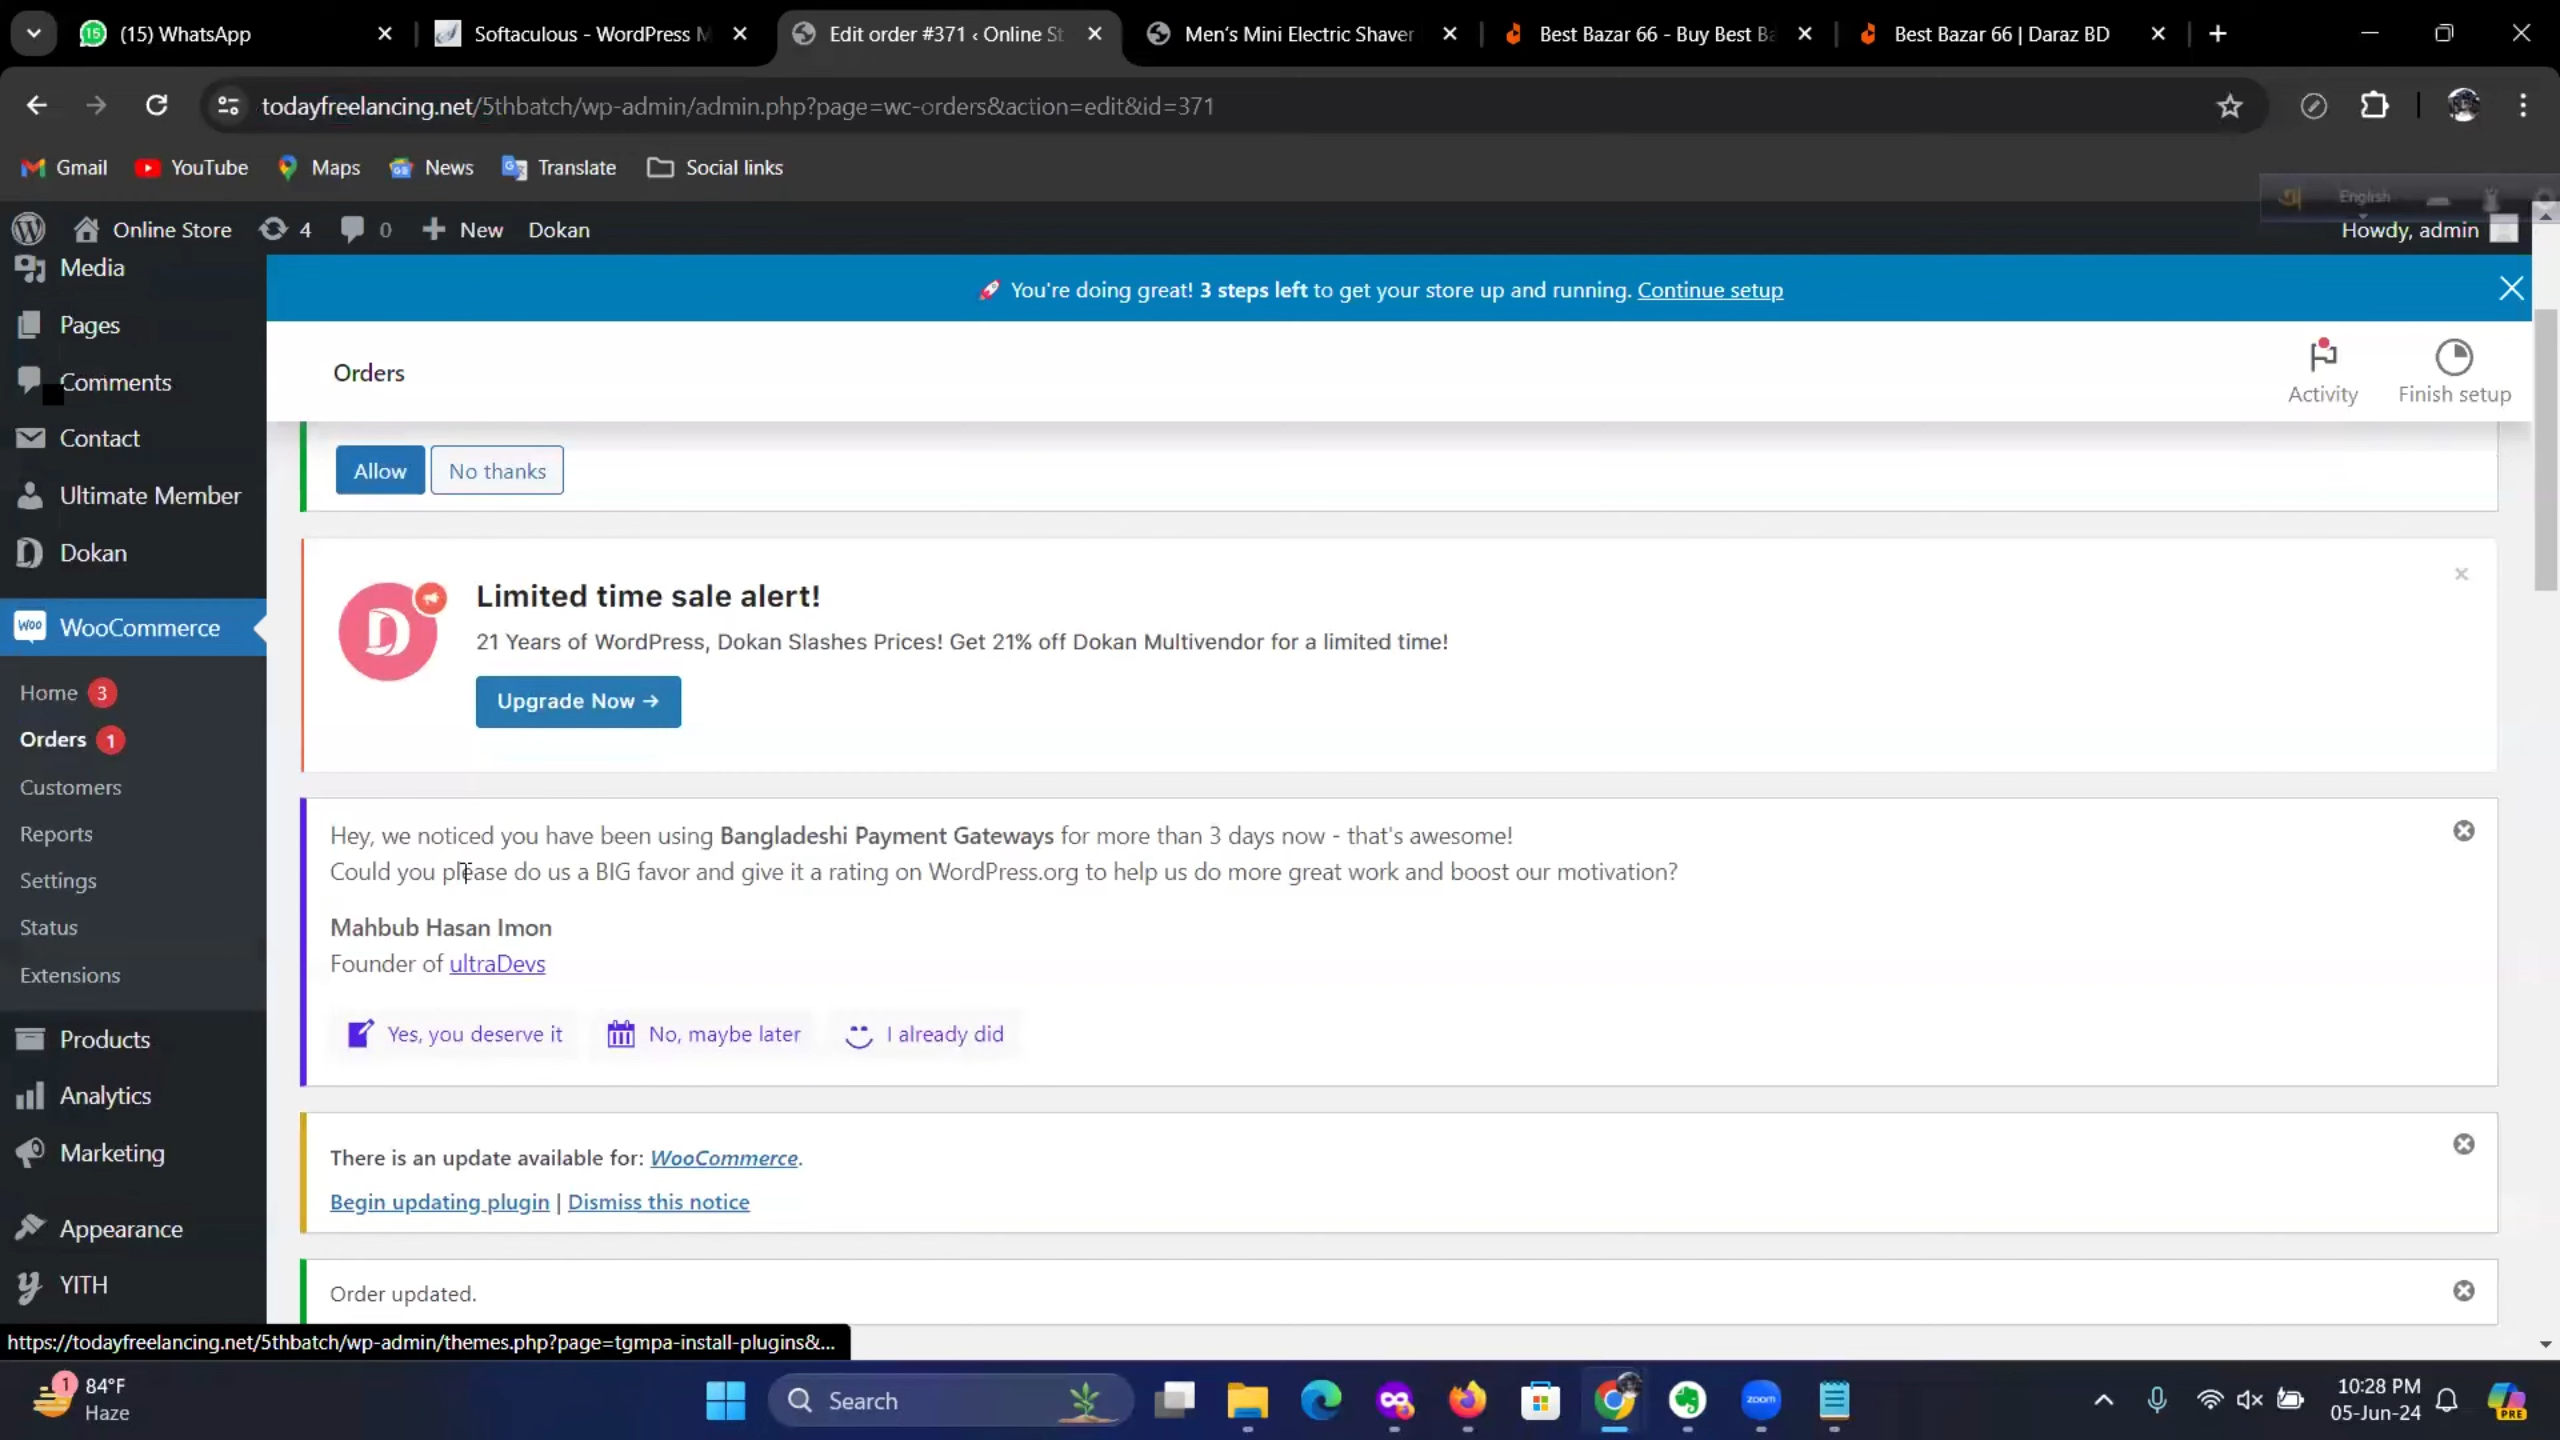 (15) WhatsApp
Softaculous - WordPress M
Edit order #371 ‹ Online St
Men's Mini Electric Shaver
Best Bazar 66 - Buy Best Ba
Best Bazar 66 | Daraz BD
todayfreelancing.net/5thbatch/wp-admin/admin.php?page=wc-orders&action=edit&id=371
Gmail
YouTube
Maps
News
Translate
Social links
English
Online Store
4
0
New
Dokan
Howdy, admin
Media
Pages
Comments
Contact
Ultimate Member
Dokan
WooCommerce
Home 3
Orders 1
Customers
Reports
Settings
Status
Extensions
Products
Analytics
Marketing
Appearance
YITH
You're doing great! 3 steps left to get your store up and running. Continue setup
Orders
Activity
Finish setup
Allow
No thanks
Limited time sale alert!
21 Years of WordPress, Dokan Slashes Prices! Get 21% off Dokan Multivendor for a limited time!
Upgrade Now →
Hey, we noticed you have been using Bangladeshi Payment Gateways for more than 3 days now - that's awesome!
Could you please do us a BIG favor and give it a rating on WordPress.org to help us do more great work and boost our motivation?
Mahbub Hasan Imon
Founder of ultraDevs
Yes, you deserve it
No, maybe later
I already did
There is an update available for: WooCommerce.
Begin updating plugin | Dismiss this notice
Order updated.
https://todayfreelancing.net/5thbatch/wp-admin/themes.php?page=tgmpa-install-plugins&...
1
84°F
Haze
Search
zoom
10:28 PM
05-Jun-24
PRE